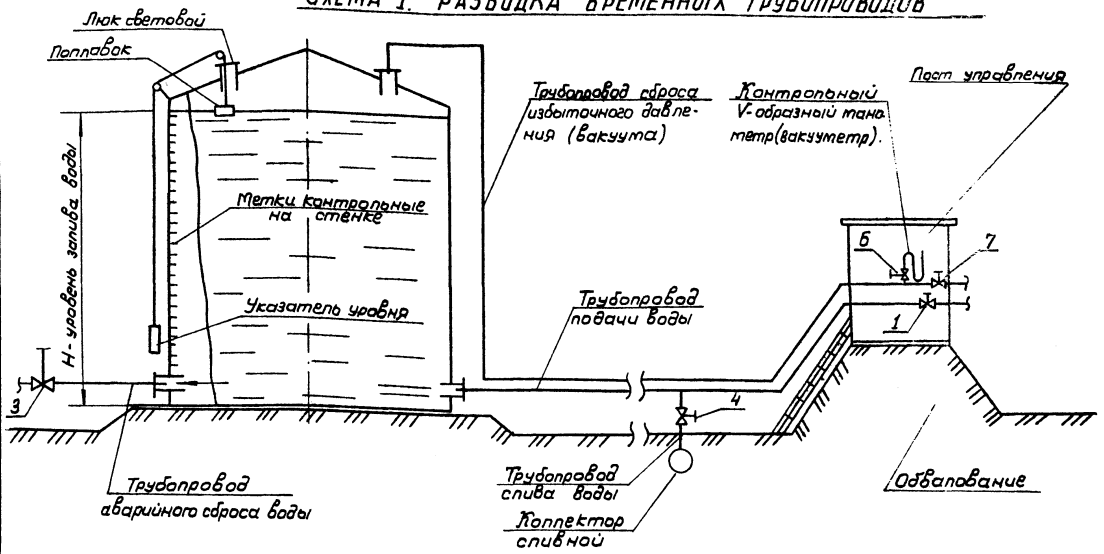 СХЕМА 1. РАЗВОДКА ВРЕМЕННЫХ ТРУБОПРОВОДОВ
Люк световой
Поплавок
Трубопровод сброса
избыточного давле-
ния (вакуума)
Контрольный
V-образный мано
метр(вакууметр).
Пост управления
Н-уровень залива воды
Метки контрольные
на стенке
Указатель уровня
Трубопровод
подачи воды
6
7
1
3
4
Трубопровод
аварийного сброса воды
Трубопровод
слива воды
Коллектор
сливной
Обвалование